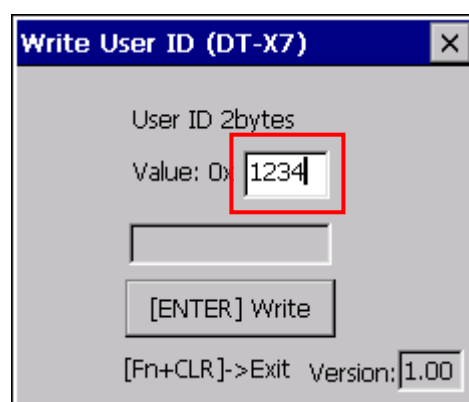 Write User ID (DT-X7)
User ID 2bytes
Value: 0x 1234
[ENTER] Write
[Fn+CLR]->Exit Version: 1.00